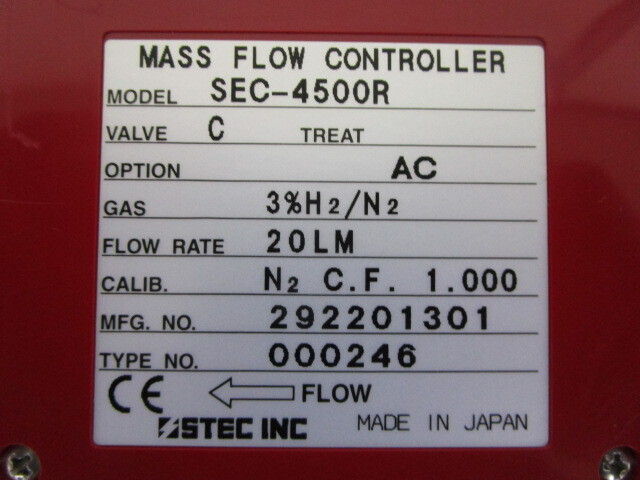 MASS FLOW CONTROLLER
MODEL SEC-4500R
VALVE C TREAT
OPTION AC
GAS 3%H2/N2
FLOW RATE 20LM
CALIB. N2 C.F. 1.000
MFG. NO. 292201301
TYPE NO. 000246
CE FLOW
STEC INC MADE IN JAPAN